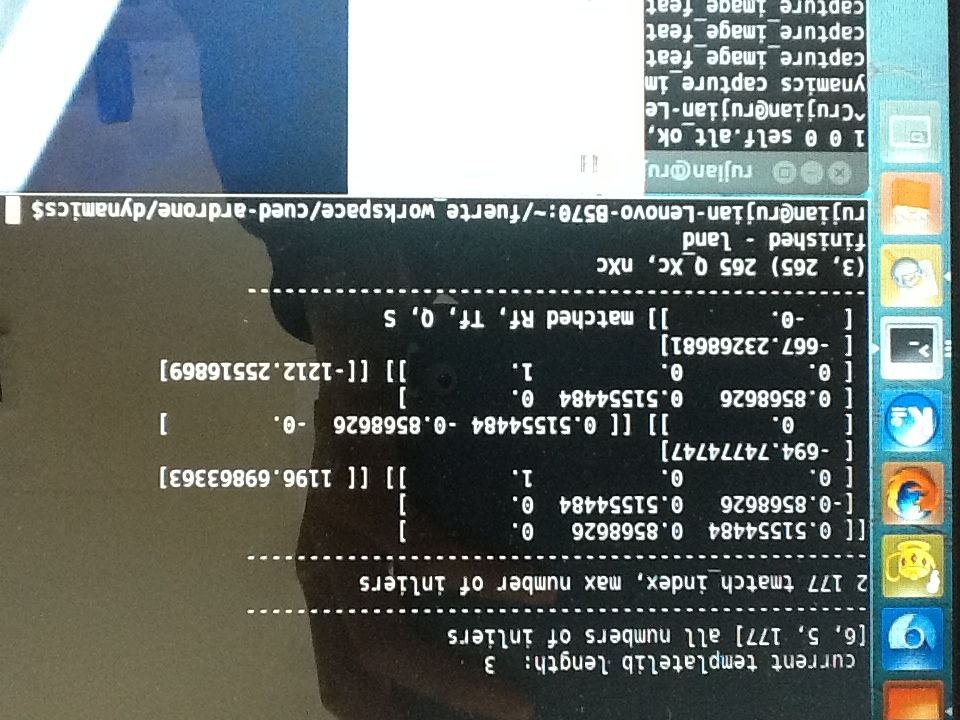 current templatelib length:  3
[6, 5, 177] all numbers of inliers
---------------------------------------------------------
2 177 tmatch_index, max number of inliers
---------------------------------------------------------
[[ 0.51554484  0.8568626   0.        ]
[-0.8568626   0.51554484  0.        ]
[ 0.          0.          1.        ]] [[ 1196.69863363]
[ -694.74774747]
[    0.        ]] [[ 0.51554484 -0.8568626  -0.        ]
[ 0.8568626   0.51554484  0.        ]
[ 0.          0.          1.        ]] [[-1212.25516869]
[ -667.23268681]
[   -0.        ]] matched Rf, Tf, Q, S
---------------------------------------------------------
(3, 265) 265 Q_Xc, nXc
finished - land
rujian@rujian-Lenovo-B570:~/fuerte_workspace/cued-ardrone/dynamics$
rujian@ru
1 0 0 self.alt_ok,
^Crujian@rujian-Le
ynamics capture_im
capture_image_feat
capture_image_feat
capture_image_feat